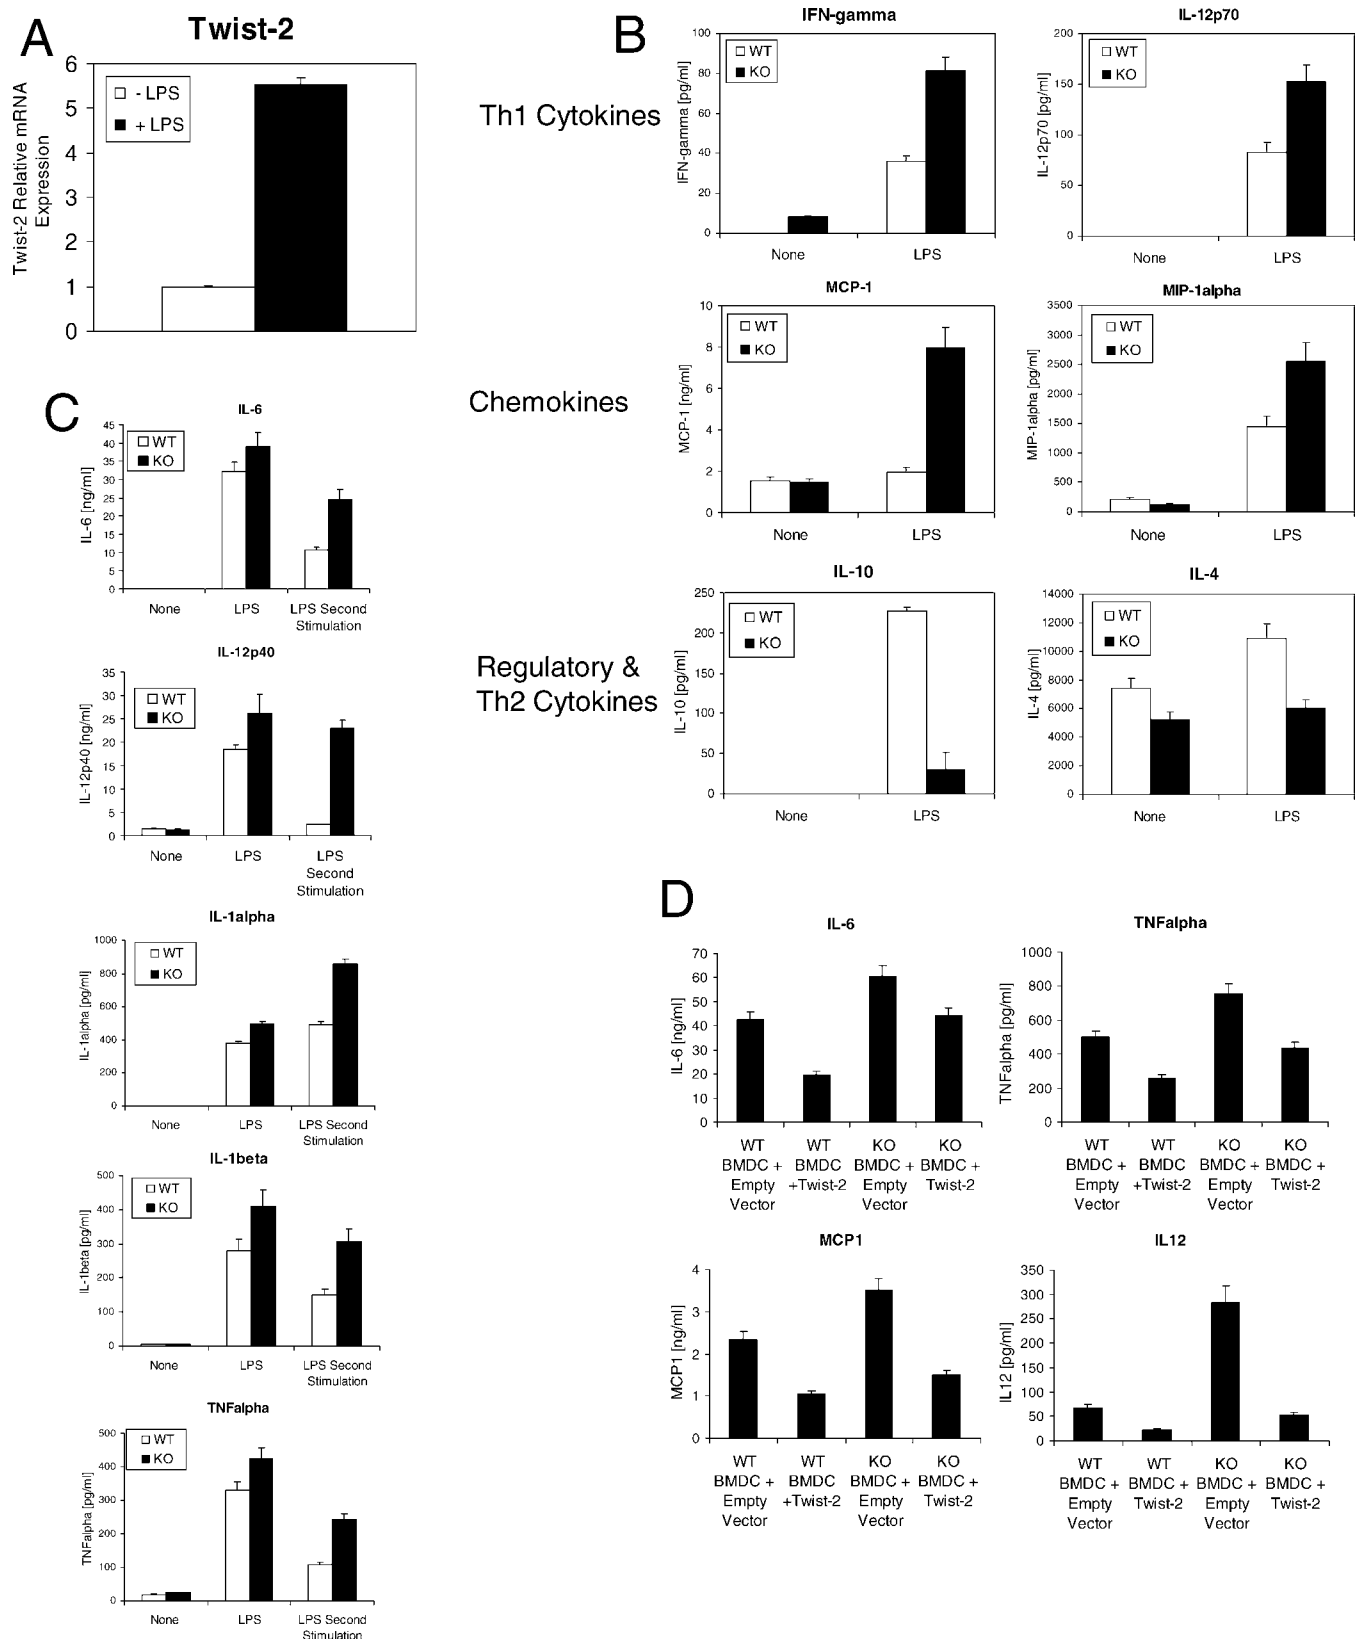 A
Twist-2
Twist-2 Relative mRNA
Expression
6
5
4
3
2
1
0
- LPS
+ LPS
B
Th1 Cytokines
IFN-gamma
IFN-gamma [pg/ml]
100
80
60
40
20
0
WT
KO
None
LPS
IL-12p70
IL-12p70 [pg/ml]
200
150
100
50
0
WT
KO
None
LPS
Chemokines
MCP-1
MCP-1 [ng/ml]
10
8
6
4
2
0
WT
KO
None
LPS
MIP-1alpha
MIP-1alpha [pg/ml]
3500
3000
2500
2000
1500
1000
500
0
WT
KO
None
LPS
Regulatory &
Th2 Cytokines
IL-10
IL-10 [pg/ml]
250
200
150
100
50
0
WT
KO
None
LPS
IL-4
IL-4 [pg/ml]
14000
12000
10000
8000
6000
4000
2000
0
WT
KO
None
LPS
C
IL-6
IL-6 [ng/ml]
45
40
35
30
25
20
15
10
5
0
WT
KO
None
LPS
LPS Second
Stimulation
IL-12p40
IL-12p40 [ng/ml]
35
30
25
20
15
10
5
0
WT
KO
None
LPS
LPS
Second
Stimulation
IL-1alpha
IL-1alpha [pg/ml]
1000
800
600
400
200
0
WT
KO
None
LPS
LPS Second
Stimulation
IL-1beta
IL-1beta [pg/ml]
500
400
300
200
100
0
WT
KO
None
LPS
LPS Second
Stimulation
TNFalpha
TNFalpha [pg/ml]
500
400
300
200
100
0
WT
KO
None
LPS
LPS Second
Stimulation
D
IL-6
IL-6 [ng/ml]
70
60
50
40
30
20
10
0
WT
BMDC +
Empty
Vector
WT
BMDC
+Twist-2
KO
BMDC +
Empty
Vector
KO
BMDC +
Twist-2
TNFalpha
TNFalpha [pg/ml]
1000
800
600
400
200
0
WT
BMDC +
Empty
Vector
WT
BMDC
+Twist-2
KO
BMDC +
Empty
Vector
KO
BMDC +
Twist-2
MCP1
MCP1 [ng/ml]
4
3
2
1
0
WT
BMDC +
Empty
Vector
WT
BMDC
+Twist-2
KO
BMDC +
Empty
Vector
KO
BMDC +
Twist-2
IL12
IL12 [pg/ml]
350
300
250
200
150
100
50
0
WT
BMDC +
Empty
Vector
WT
BMDC +
Twist-2
KO
BMDC +
Empty
Vector
KO
BMDC +
Twist-2